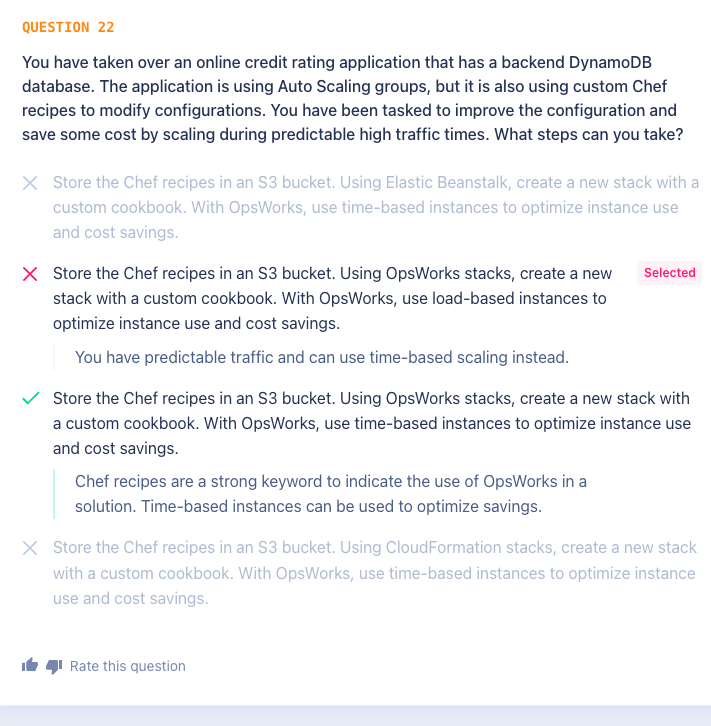 QUESTION 22
You have taken over an online credit rating application that has a backend DynamoDB
database. The application is using Auto Scaling groups, but it is also using custom Chef
recipes to modify configurations. You have been tasked to improve the configuration and
save some cost by scaling during predictable high traffic times. What steps can you take?
Store the Chef recipes in an S3 bucket. Using Elastic Beanstalk, create a new stack with a
custom cookbook. With OpsWorks, use time-based instances to optimize instance use
and cost savings.
Store the Chef recipes in an S3 bucket. Using OpsWorks stacks, create a new
stack with a custom cookbook. With OpsWorks, use load-based instances to
optimize instance use and cost savings.
Selected
You have predictable traffic and can use time-based scaling instead.
Store the Chef recipes in an S3 bucket. Using OpsWorks stacks, create a new stack with
a custom cookbook. With OpsWorks, use time-based instances to optimize instance use
and cost savings.
Chef recipes are a strong keyword to indicate the use of OpsWorks in a
solution. Time-based instances can be used to optimize savings.
Store the Chef recipes in an S3 bucket. Using CloudFormation stacks, create a new stack
with a custom cookbook. With OpsWorks, use time-based instances to optimize instance
use and cost savings.
Rate this question